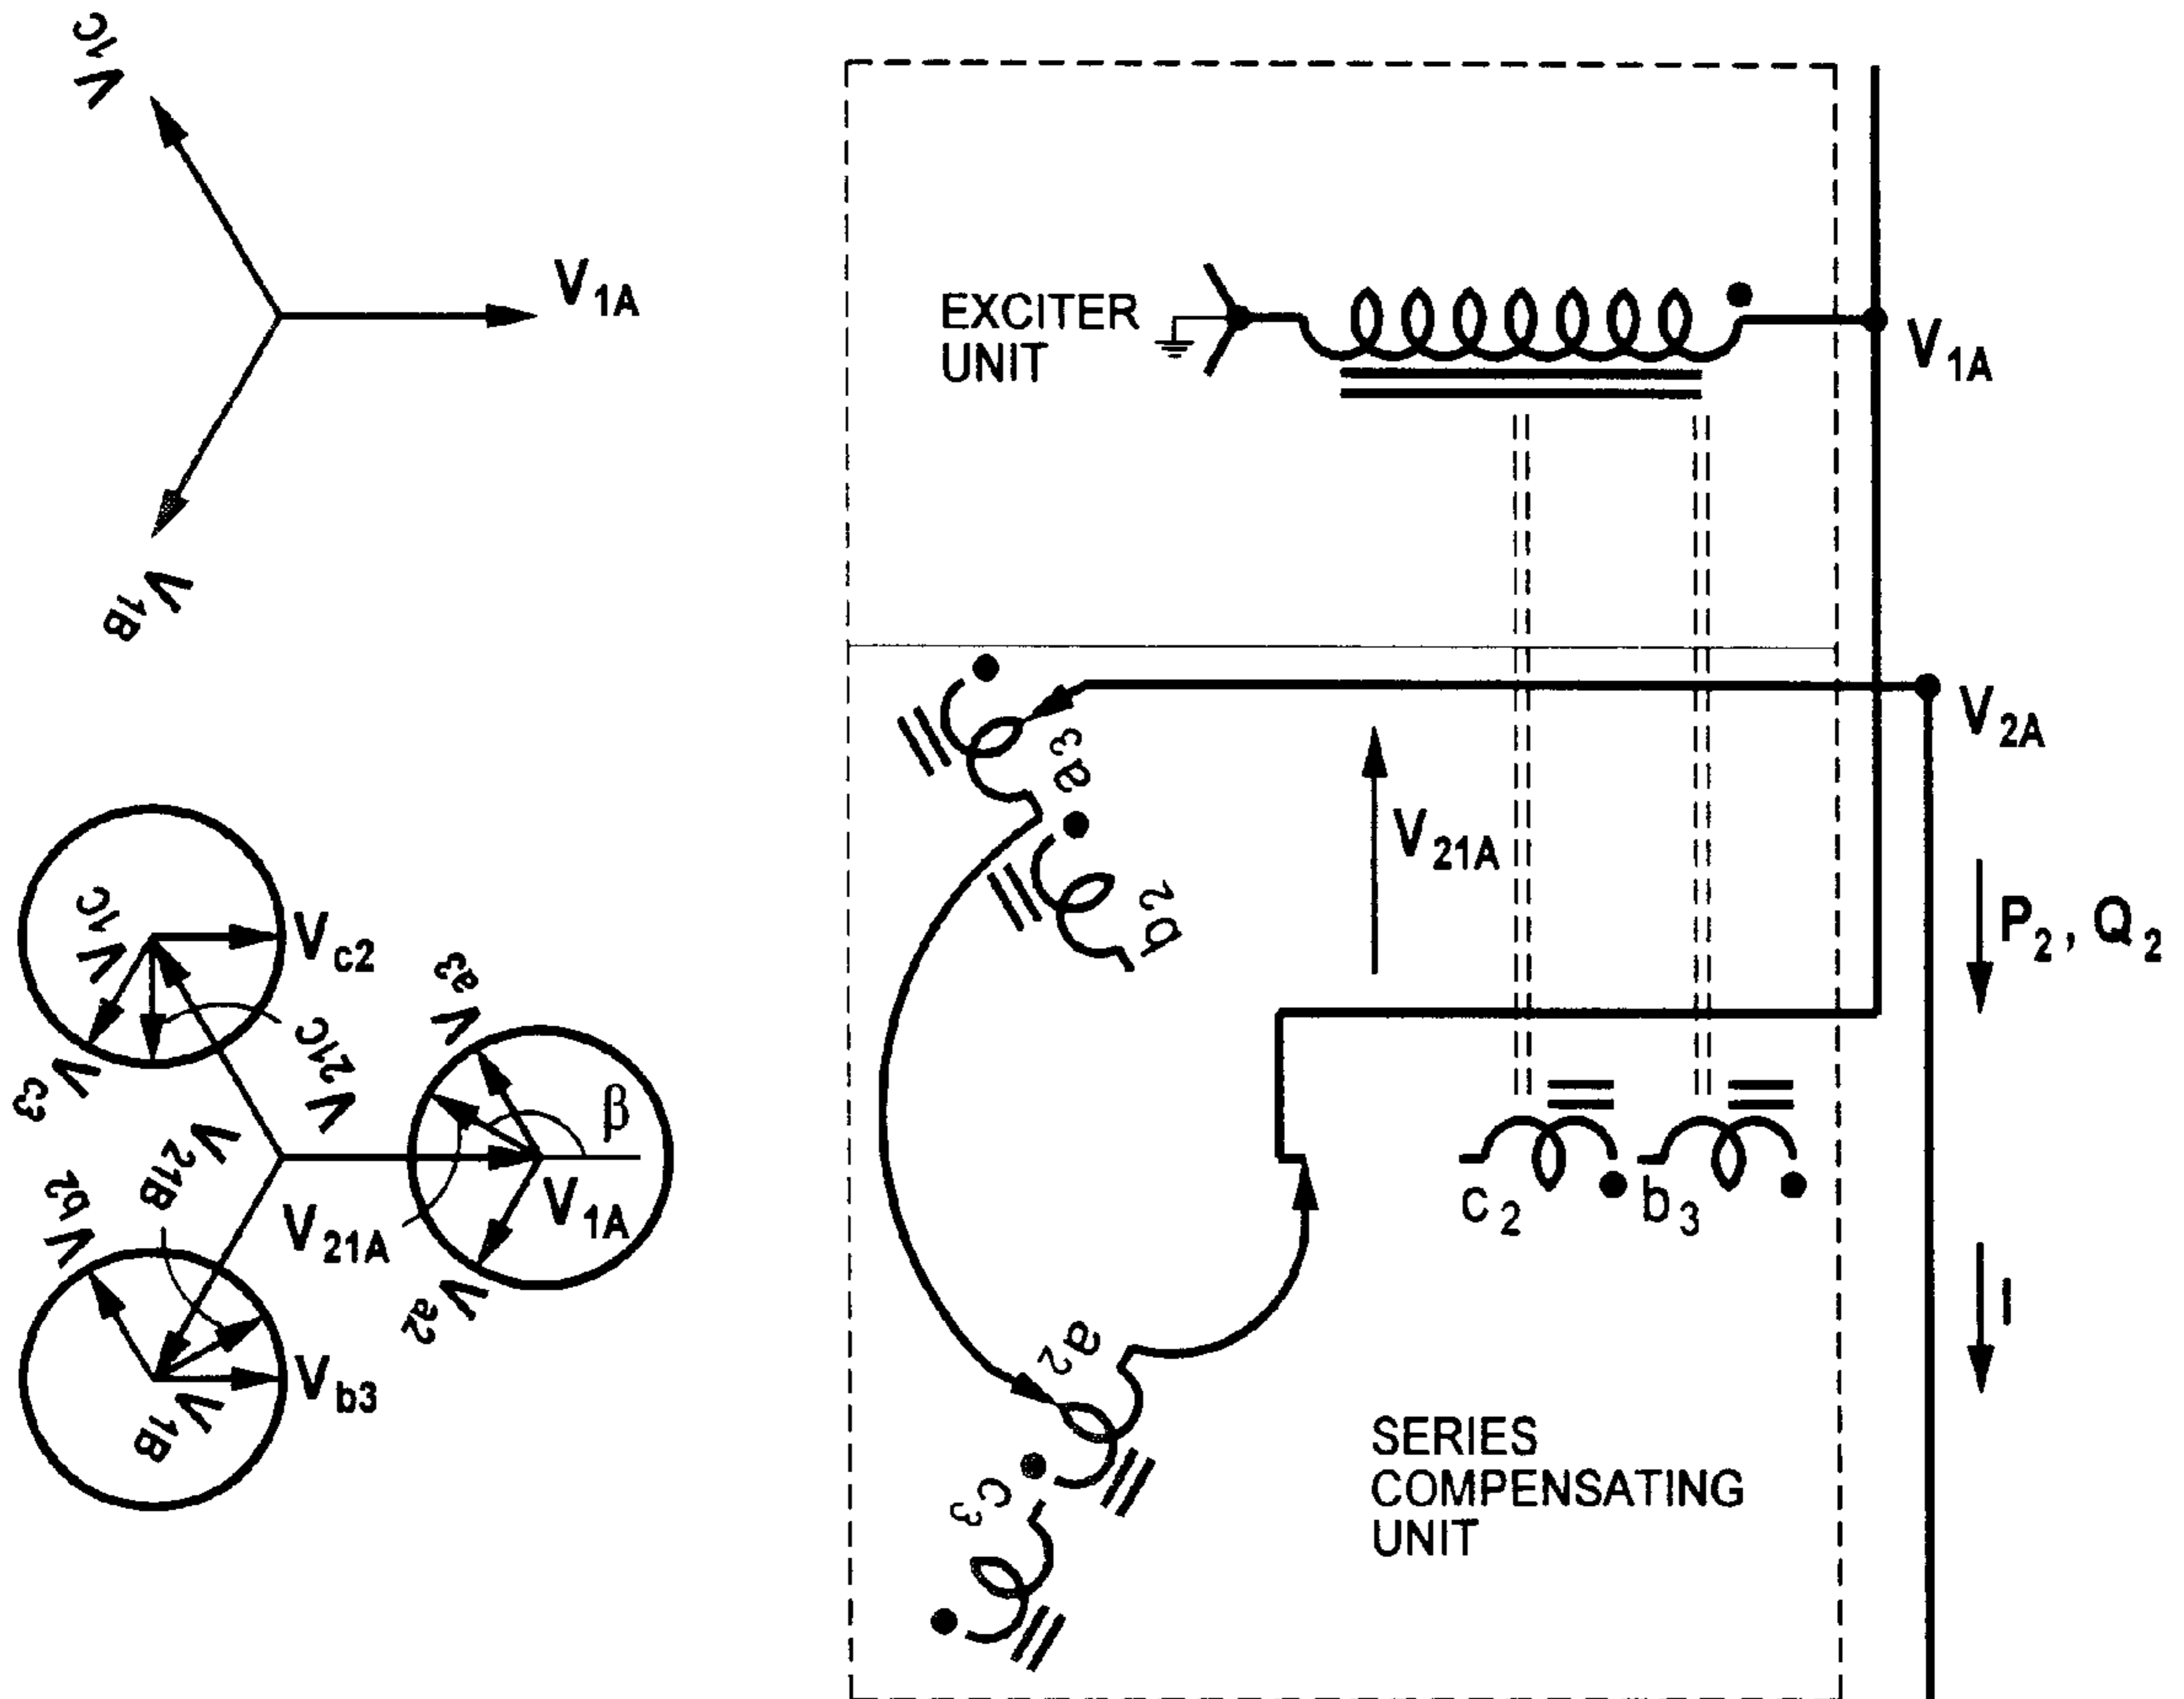 V1C
V1A
V1B
EXCITER
UNIT
V1A
V2A
a3
b2
V21A
P2, Q2
V1C
Vc2
Vc3
V21C
Va3
β
V1A
V21A
Va2
V21B
Vb2
Vb3
V1B
c2
b3
I
a2
c3
SERIES
COMPENSATING
UNIT